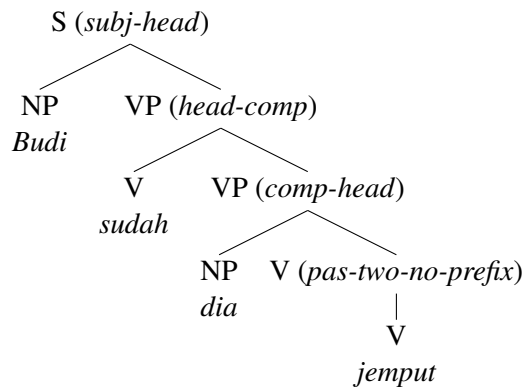 S (subj-head)
NP VP (head-comp)
Budi
V VP (comp-head)
sudah
NP V (pas-two-no-prefix)
dia
V
jemput